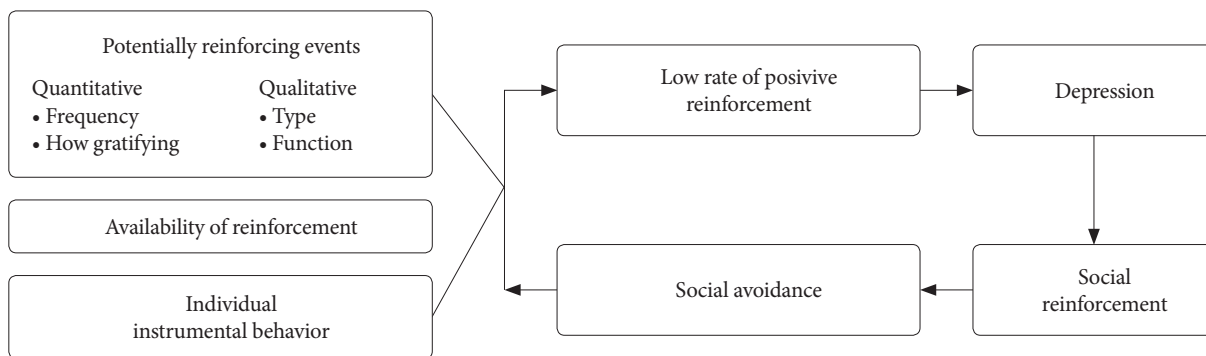 Potentially reinforcing events
Quantitative
• Frequency
• How gratifying
Qualitative
• Type
• Function
Availability of reinforcement
Individual
instrumental behavior
Low rate of posivive
reinforcement
Depression
Social avoidance
Social
reinforcement